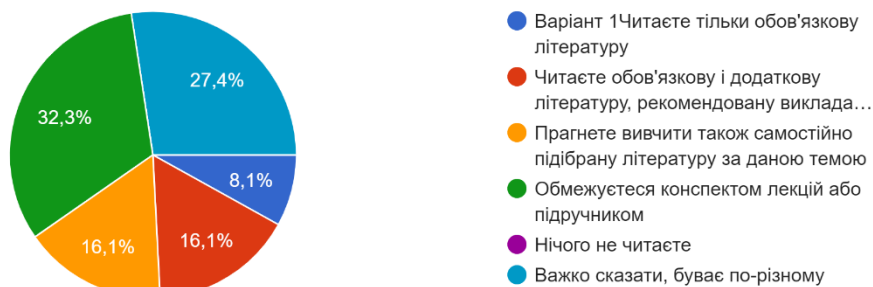 27,4%
32,3%
8,1%
16,1%
16,1%
Варіант 1Читаєте тільки обов'язкову
літературу
Читаєте обов'язкову і додаткову
літературу, рекомендовану виклада…
Прагнете вивчити також самостійно
підібрану літературу за даною темою
Обмежуєтеся конспектом лекцій або
підручником
Нічого не читаєте
Важко сказати, буває по-різному